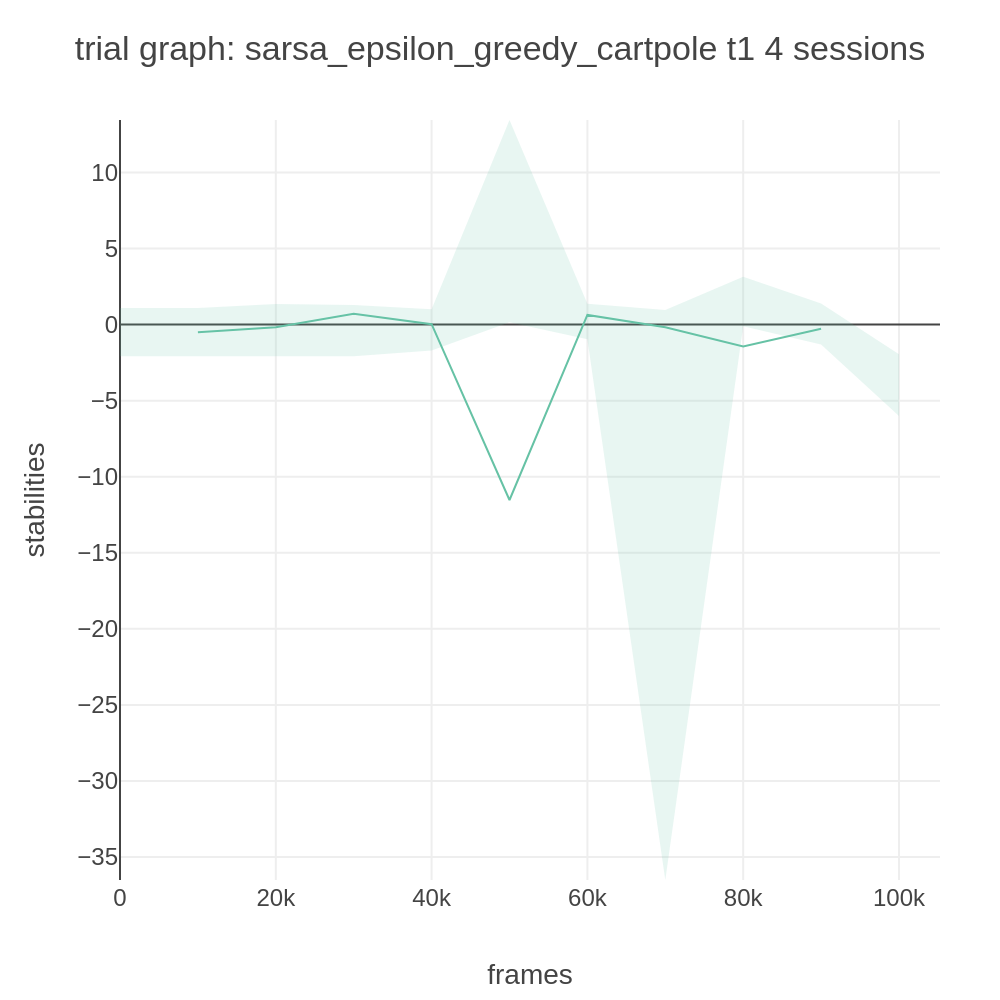 trial graph: sarsa_epsilon_greedy_cartpole t1 4 sessions
10
5
0
−5
−10
−15
−20
−25
−30
−35
stabilities
0 20k 40k 60k 80k 100k
frames